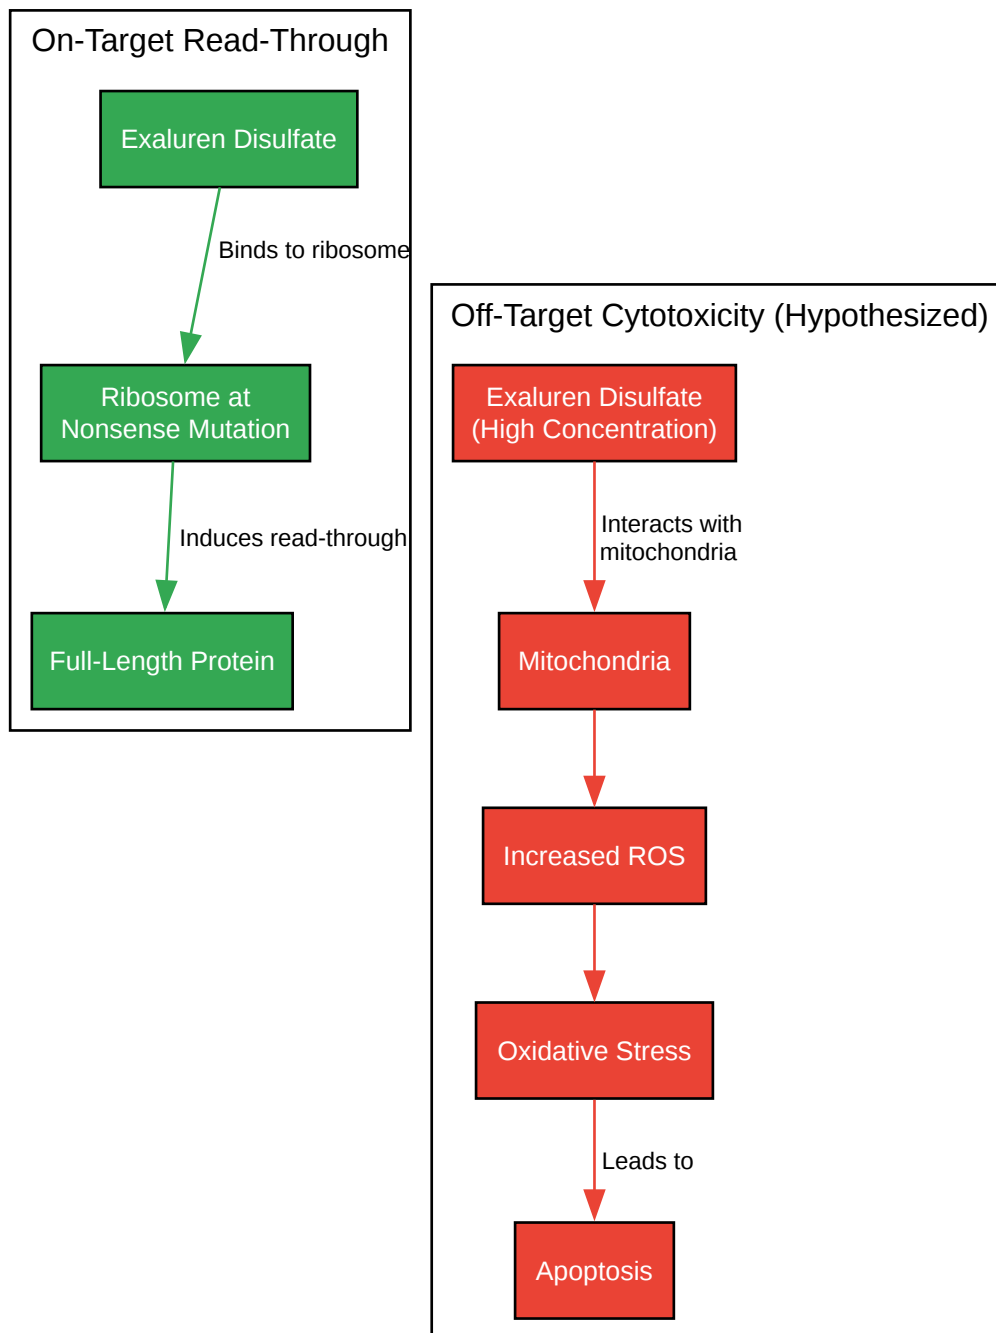 On-Target Read-Through
Exaluren Disulfate
Binds to ribosome
Ribosome at
Nonsense Mutation
Induces read-through
Full-Length Protein
Off-Target Cytotoxicity (Hypothesized)
Exaluren Disulfate
(High Concentration)
Interacts with
mitochondria
Mitochondria
Increased ROS
Oxidative Stress
Leads to
Apoptosis